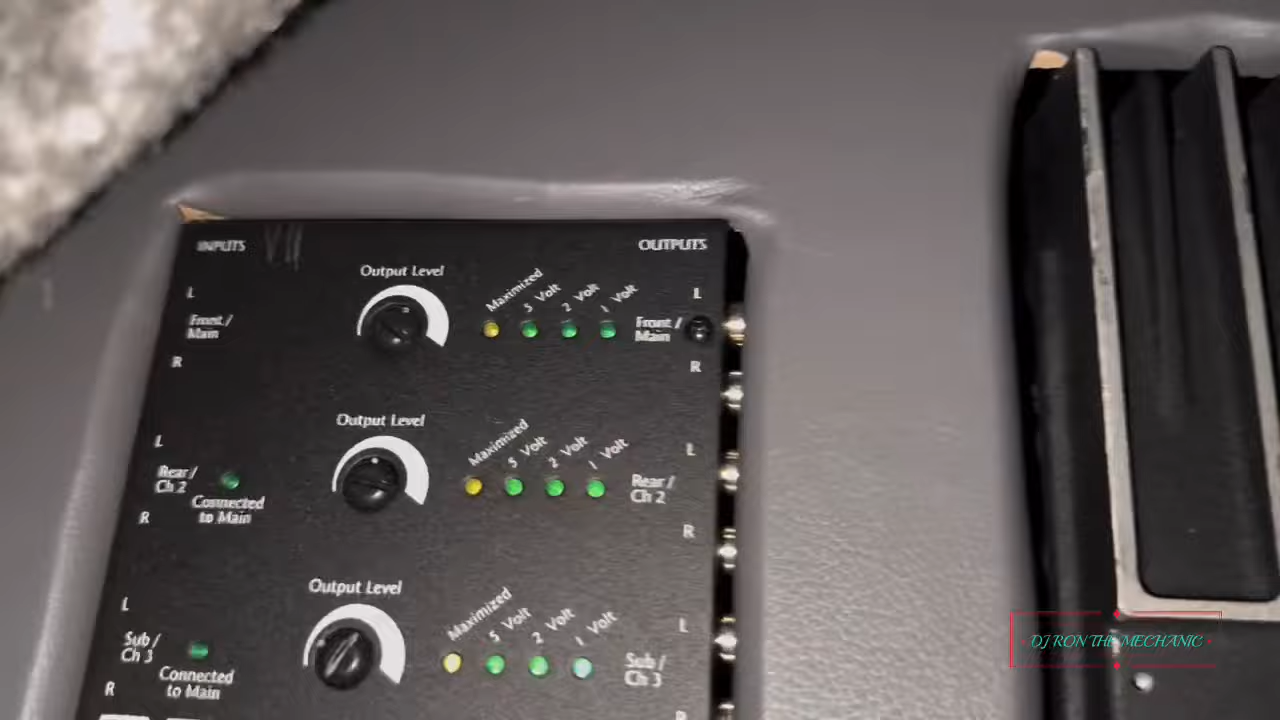 INPUTS
OUTPUTS
Output Level
Maximized
5 Volt
2 Volt
1 Volt
L
L
Front /
Main
Front /
Main
R
R
Output Level
Maximized
5 Volt
2 Volt
1 Volt
L
L
Rear /
Ch 2
Connected
to Main
Rear /
Ch 2
R
R
Output Level
Maximized
5 Volt
2 Volt
1 Volt
L
L
Sub /
Ch 3
Connected
to Main
Sub /
Ch 3
R
R
DJ RON THE MECHANIC